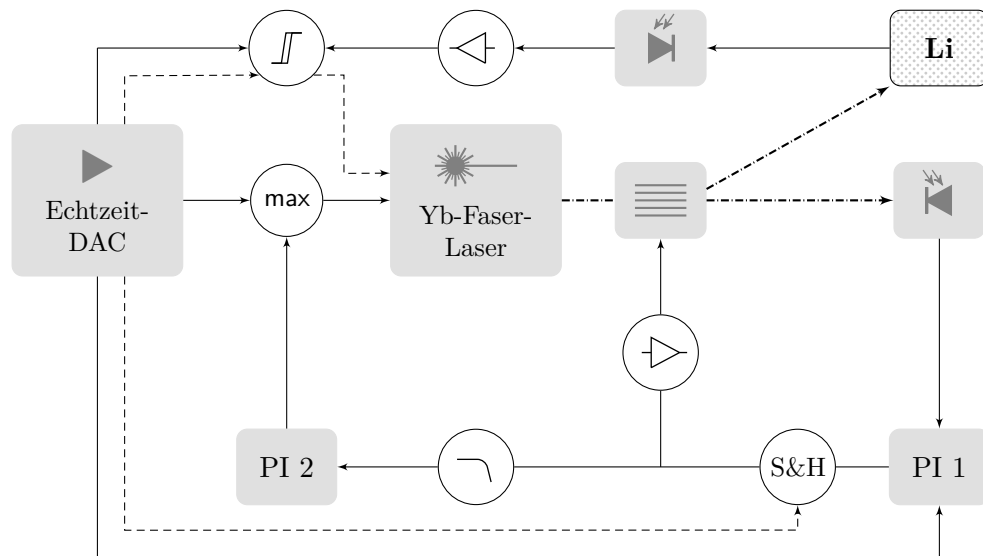 Li
Echtzeit-
DAC
max
Yb-Faser-
Laser
PI 2
S&H
PI 1